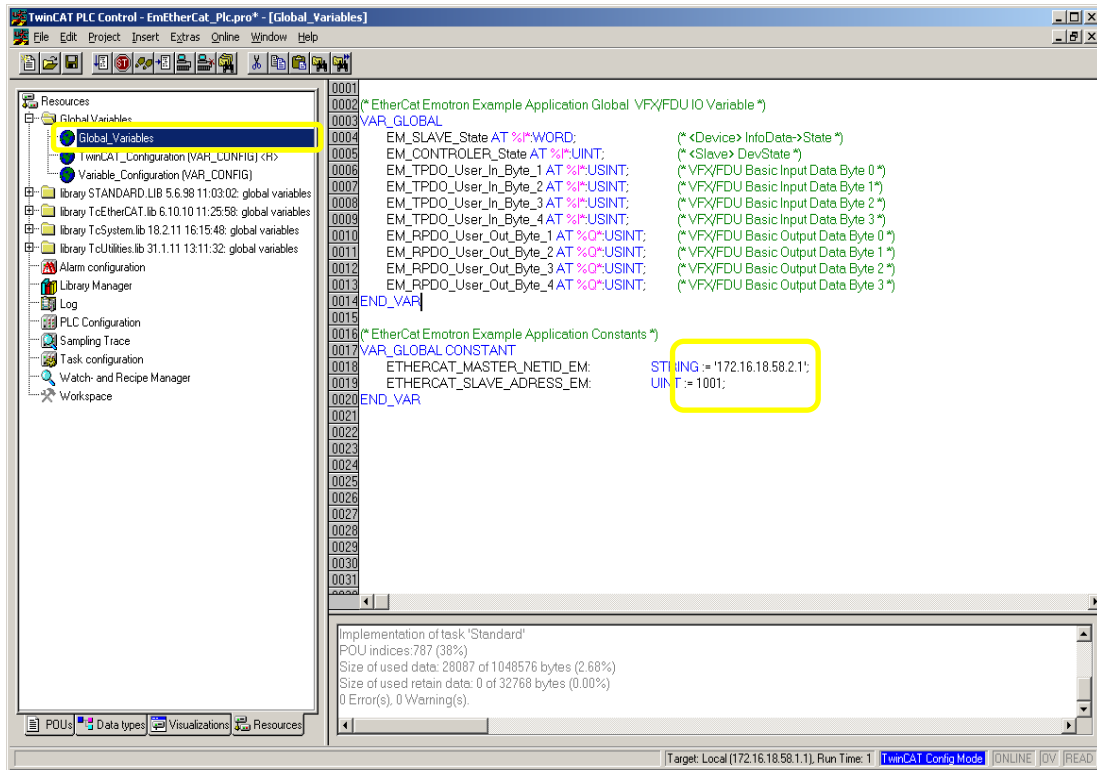 TwinCAT PLC Control - EmEtherCat_Plc.pro* - [Global_Variables]
File Edit Project Insert Extras Online Window Help
Resources
Global Variables
Global_Variables
TwinCAT_Configuration (VAR_CONFIG) <R>
Variable_Configuration (VAR_CONFIG)
library STANDARD.LIB 5.6.98 11:03:02: global variables
library TcEtherCAT.lib 6.10.10 11:25:58: global variables
library TcSystem.lib 18.2.11 16:15:48: global variables
library TcUtilities.lib 31.1.11 13:11:32: global variables
Alarm configuration
Library Manager
Log
PLC Configuration
Sampling Trace
Task configuration
Watch- and Recipe Manager
Workspace
POUs Data types Visualizations Resources
0001
0002 (* EtherCat Emotron Example Application Global VFX/FDU IO Variable *)
0003 VAR_GLOBAL
0004 EM_SLAVE_State AT %I*:WORD; (* <Device> InfoData->State *)
0005 EM_CONTROLER_State AT %I*:UINT; (* <Slave> DevState *)
0006 EM_TPDO_User_In_Byte_1 AT %I*:USINT; (* VFX/FDU Basic Input Data Byte 0 *)
0007 EM_TPDO_User_In_Byte_2 AT %I*:USINT; (* VFX/FDU Basic Input Data Byte 1*)
0008 EM_TPDO_User_In_Byte_3 AT %I*:USINT; (* VFX/FDU Basic Input Data Byte 2 *)
0009 EM_TPDO_User_In_Byte_4 AT %I*:USINT; (* VFX/FDU Basic Input Data Byte 3 *)
0010 EM_RPDO_User_Out_Byte_1 AT %Q*:USINT; (* VFX/FDU Basic Output Data Byte 0 *)
0011 EM_RPDO_User_Out_Byte_2 AT %Q*:USINT; (* VFX/FDU Basic Output Data Byte 1 *)
0012 EM_RPDO_User_Out_Byte_3 AT %Q*:USINT; (* VFX/FDU Basic Output Data Byte 2 *)
0013 EM_RPDO_User_Out_Byte_4 AT %Q*:USINT; (* VFX/FDU Basic Output Data Byte 3 *)
0014 END_VAR
0015
0016 (* EtherCat Emotron Example Application Constants *)
0017 VAR_GLOBAL CONSTANT
0018 ETHERCAT_MASTER_NETID_EM: STRING := '172.16.18.58.2.1';
0019 ETHERCAT_SLAVE_ADRESS_EM: UINT := 1001;
0020 END_VAR
0021
0022
0023
0024
0025
0026
0027
0028
0029
0030
0031
Implementation of task 'Standard'
POU indices:787 (38%)
Size of used data: 28087 of 1048576 bytes (2.68%)
Size of used retain data: 0 of 32768 bytes (0.00%)
0 Error(s), 0 Warning(s).
Target: Local (172.16.18.58.1.1), Run Time: 1 TwinCAT Config Mode ONLINE OV READ